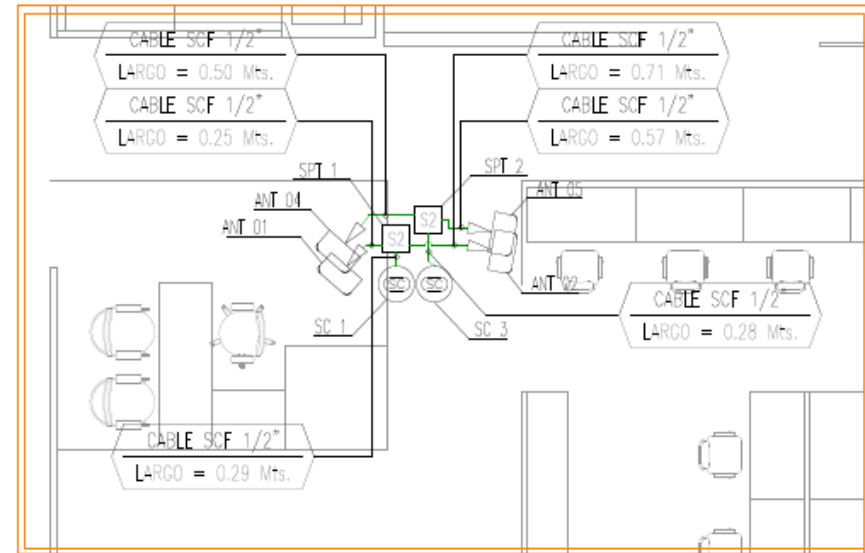 CABLE SCF 1/2"
LARGO = 0.50 Mts.
CABLE SCF 1/2"
LARGO = 0.71 Mts.
CABLE SCF 1/2"
LARGO = 0.25 Mts.
CABLE SCF 1/2"
LARGO = 0.57 Mts.
SPT 1
SPT 2
ANT 04
ANT 05
ANT 01
S2
S2
ANT 02
SC
SC
SC 1
SC 3
CABLE SCF 1/2"
LARGO = 0.28 Mts.
CABLE SCF 1/2"
LARGO = 0.29 Mts.